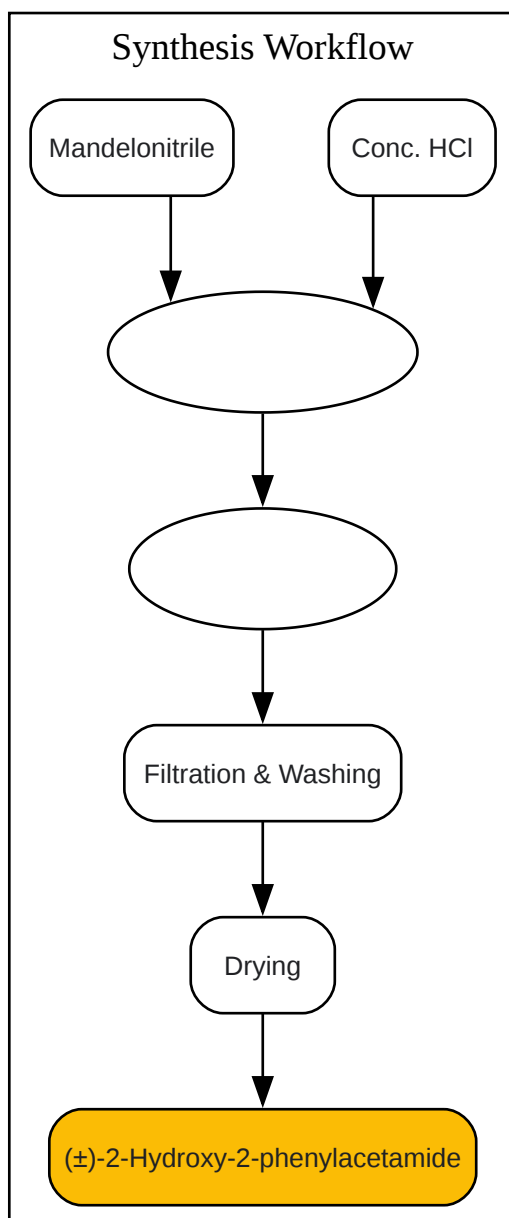 Synthesis Workflow
Mandelonitrile
Conc. HCl
Filtration & Washing
Drying
(±)-2-Hydroxy-2-phenylacetamide